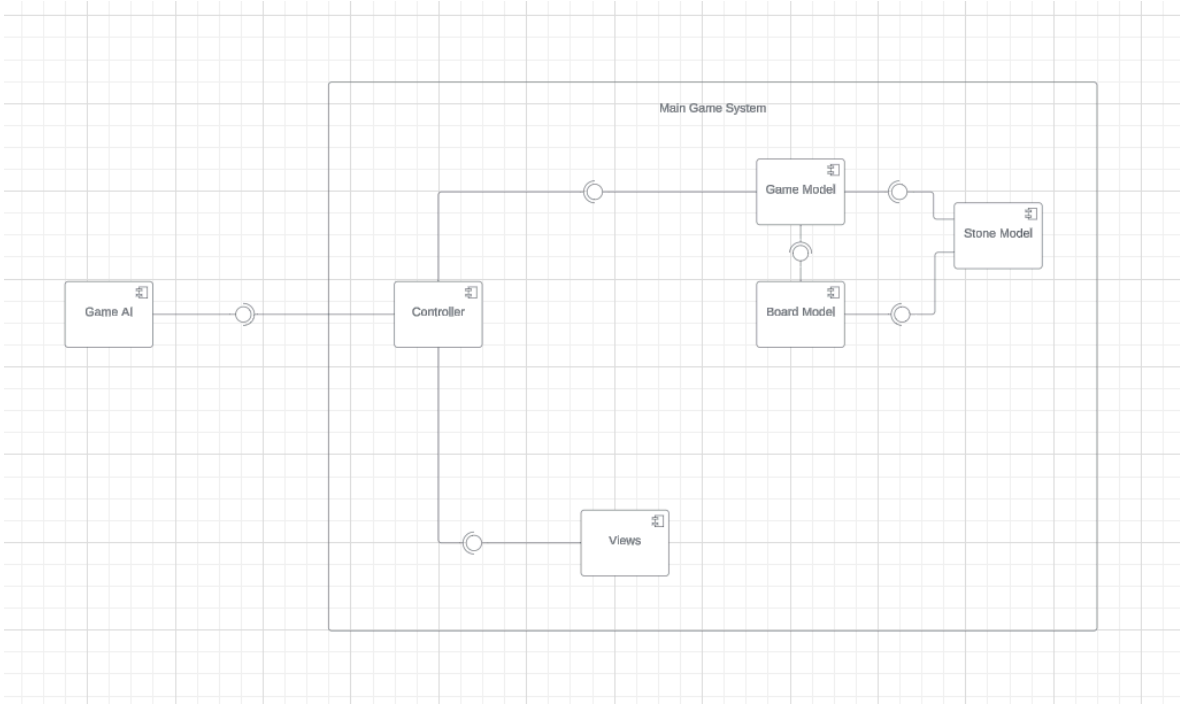 Main Game System
Game Model
Stone Model
Game AI
Controller
Board Model
Views